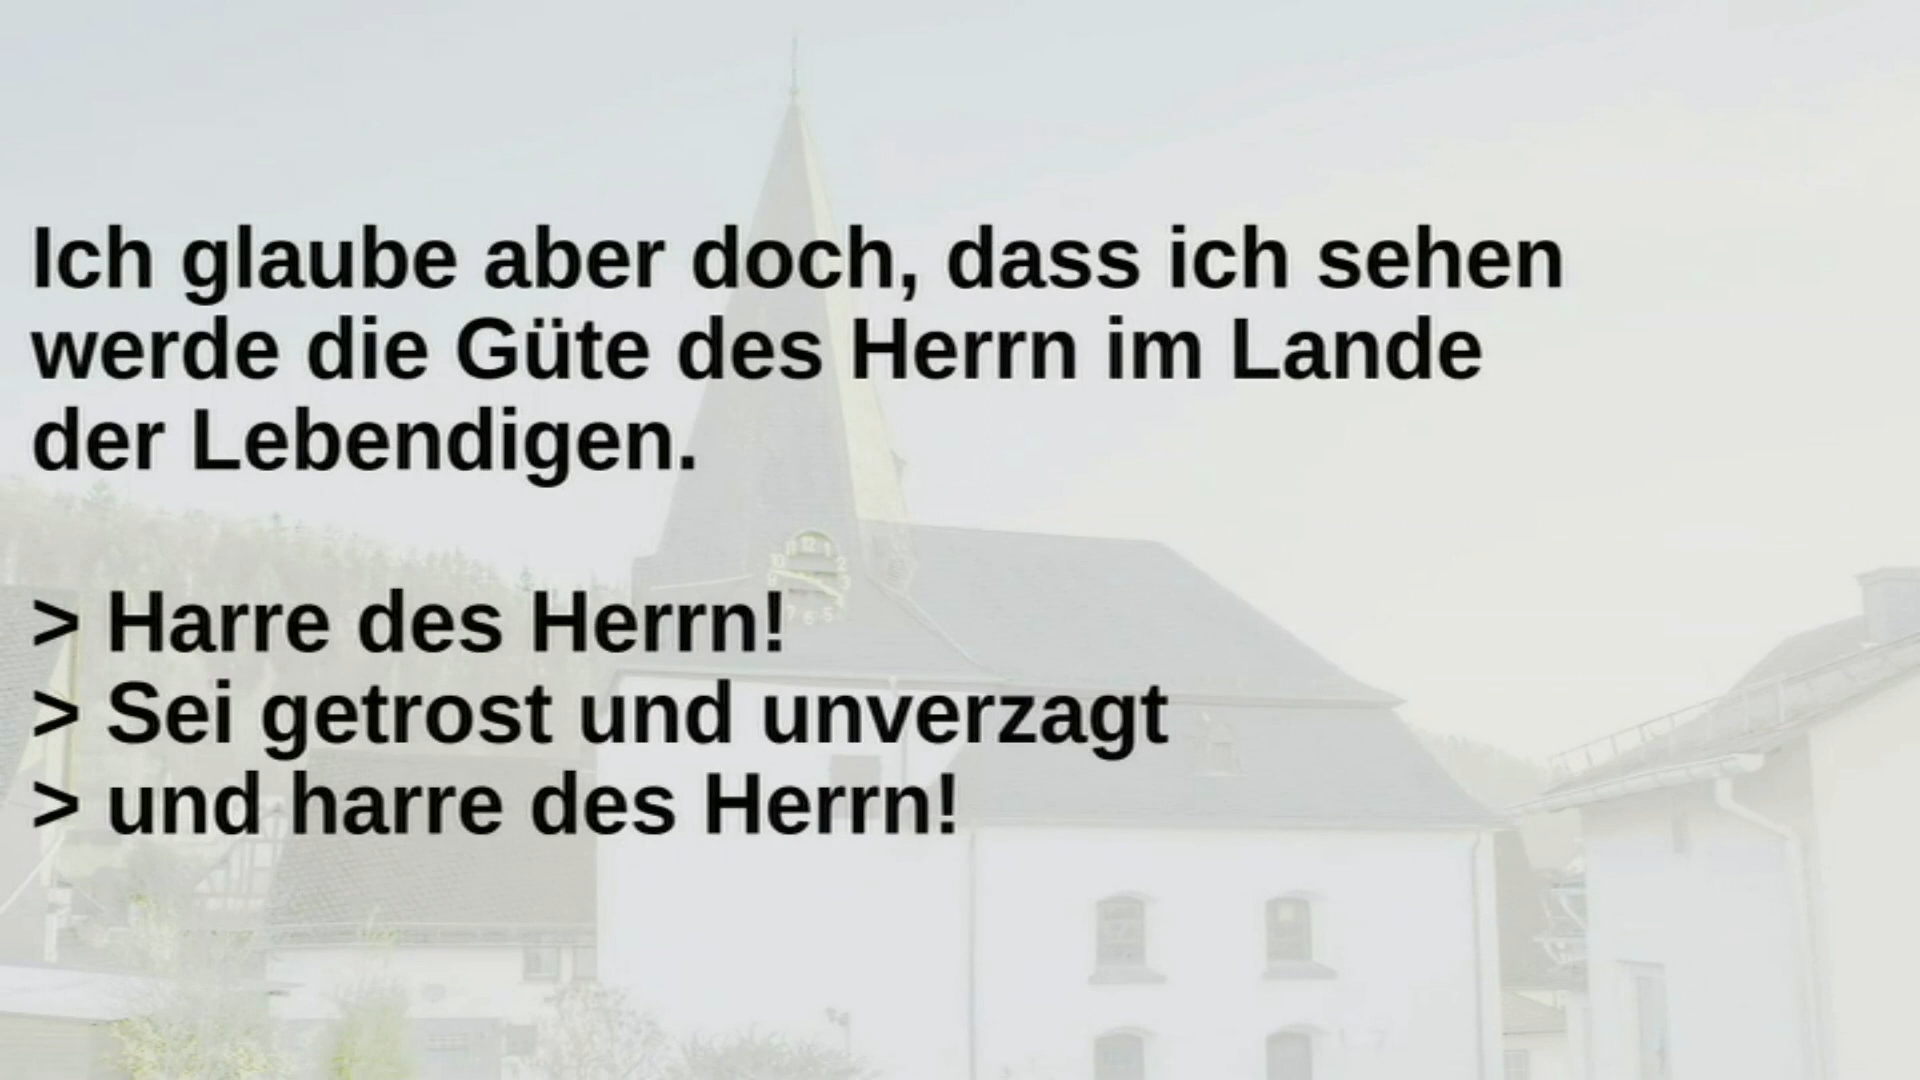 Ich glaube aber doch, dass ich sehen
werde die Güte des Herrn im Lande
der Lebendigen.
> Harre des Herrn!
> Sei getrost und unverzagt
> und harre des Herrn!